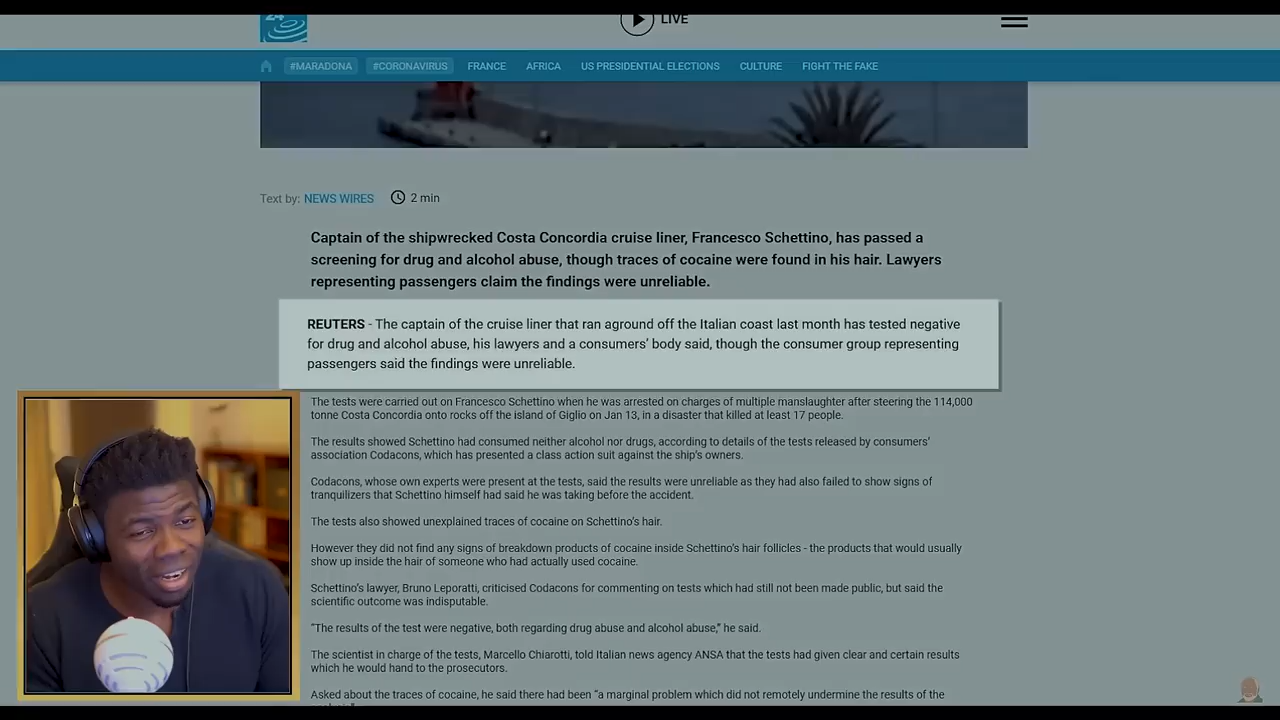 24
LIVE
#MARADONA #CORONAVIRUS FRANCE AFRICA US PRESIDENTIAL ELECTIONS CULTURE FIGHT THE FAKE
Text by: NEWS WIRES 2 min
Captain of the shipwrecked Costa Concordia cruise liner, Francesco Schettino, has passed a
screening for drug and alcohol abuse, though traces of cocaine were found in his hair. Lawyers
representing passengers claim the findings were unreliable.
REUTERS - The captain of the cruise liner that ran aground off the Italian coast last month has tested negative
for drug and alcohol abuse, his lawyers and a consumers’ body said, though the consumer group representing
passengers said the findings were unreliable.
The tests were carried out on Francesco Schettino when he was arrested on charges of multiple manslaughter after steering the 114,000
tonne Costa Concordia onto rocks off the island of Giglio on Jan 13, in a disaster that killed at least 17 people.
The results showed Schettino had consumed neither alcohol nor drugs, according to details of the tests released by consumers’
association Codacons, which has presented a class action suit against the ship’s owners.
Codacons, whose own experts were present at the tests, said the results were unreliable as they had also failed to show signs of
tranquilizers that Schettino himself had said he was taking before the accident.
The tests also showed unexplained traces of cocaine on Schettino’s hair.
However they did not find any signs of breakdown products of cocaine inside Schettino’s hair follicles - the products that would usually
show up inside the hair of someone who had actually used cocaine.
Schettino’s lawyer, Bruno Leporatti, criticised Codacons for commenting on tests which had still not been made public, but said the
scientific outcome was indisputable.
“The results of the test were negative, both regarding drug abuse and alcohol abuse,” he said.
The scientist in charge of the tests, Marcello Chiarotti, told Italian news agency ANSA that the tests had given clear and certain results
which he would hand to the prosecutors.
Asked about the traces of cocaine, he said there had been “a marginal problem which did not remotely undermine the results of the